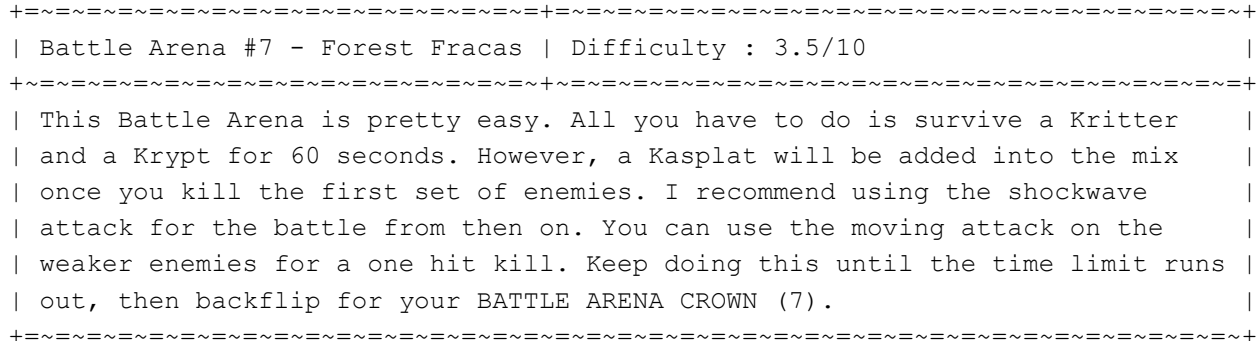 +=~=~=~=~=~=~=~=~=~=~=~=~=~=~=~=~=+=~=~=~=~=~=~=~=~=~=~=~=~=~=~=~=~=~=~=~=~=~=~+
| Battle Arena #7 - Forest Fracas | Difficulty : 3.5/10 |
+~=~=~=~=~=~=~=~=~=~=~=~=~=~=~=~=~+~=~=~=~=~=~=~=~=~=~=~=~=~=~=~=~=~=~=~=~=~=~=+
| This Battle Arena is pretty easy. All you have to do is survive a Kritter |
| and a Krypt for 60 seconds. However, a Kasplat will be added into the mix |
| once you kill the first set of enemies. I recommend using the shockwave |
| attack for the battle from then on. You can use the moving attack on the |
| weaker enemies for a one hit kill. Keep doing this until the time limit runs |
| out, then backflip for your BATTLE ARENA CROWN (7). |
+=~=~=~=~=~=~=~=~=~=~=~=~=~=~=~=~=~=~=~=~=~=~=~=~=~=~=~=~=~=~=~=~=~=~=~=~=~=~=~+